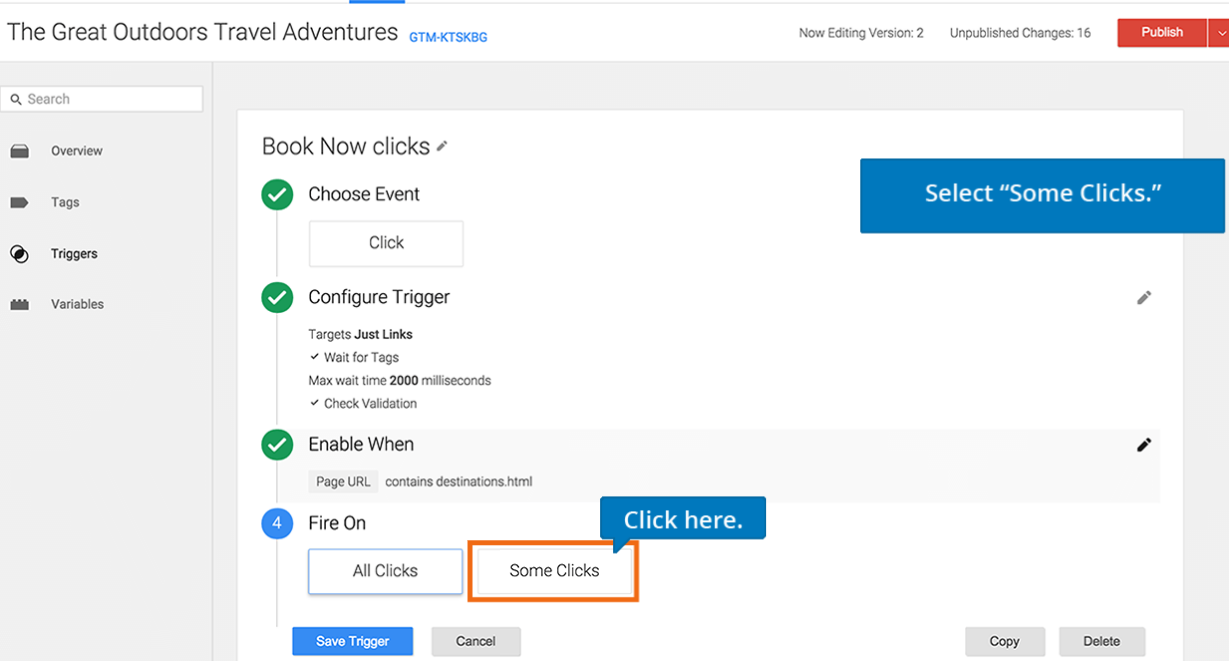 The Great Outdoors Travel Adventures GTM-KTSKBG
Now Editing Version: 2 Unpublished Changes: 16 Publish
Search
Overview
Tags
Triggers
Variables
Book Now clicks
Select “Some Clicks.”
Choose Event
Click
Configure Trigger
Targets Just Links
Wait for Tags
Max wait time 2000 milliseconds
Check Validation
Enable When
Page URL contains destinations.html
4 Fire On
Click here.
All Clicks Some Clicks
Save Trigger Cancel Copy Delete